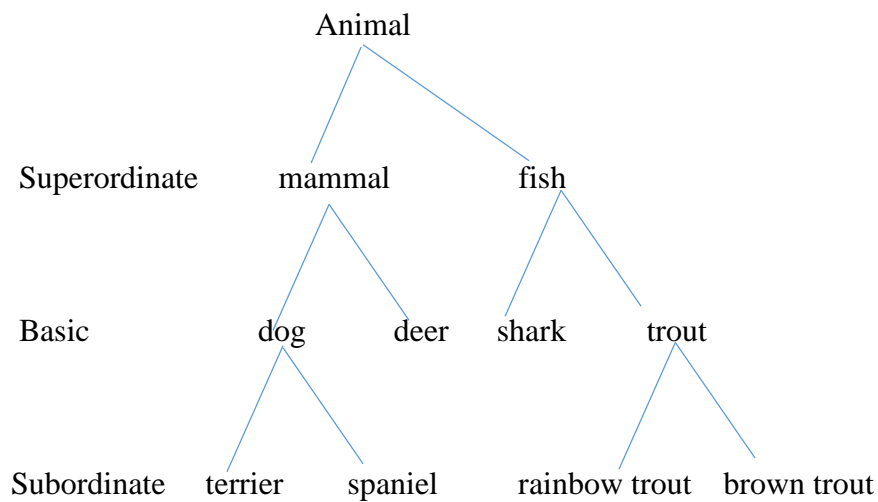 Animal
Superordinate mammal fish
Basic dog deer shark trout
Subordinate terrier spaniel rainbow trout brown trout